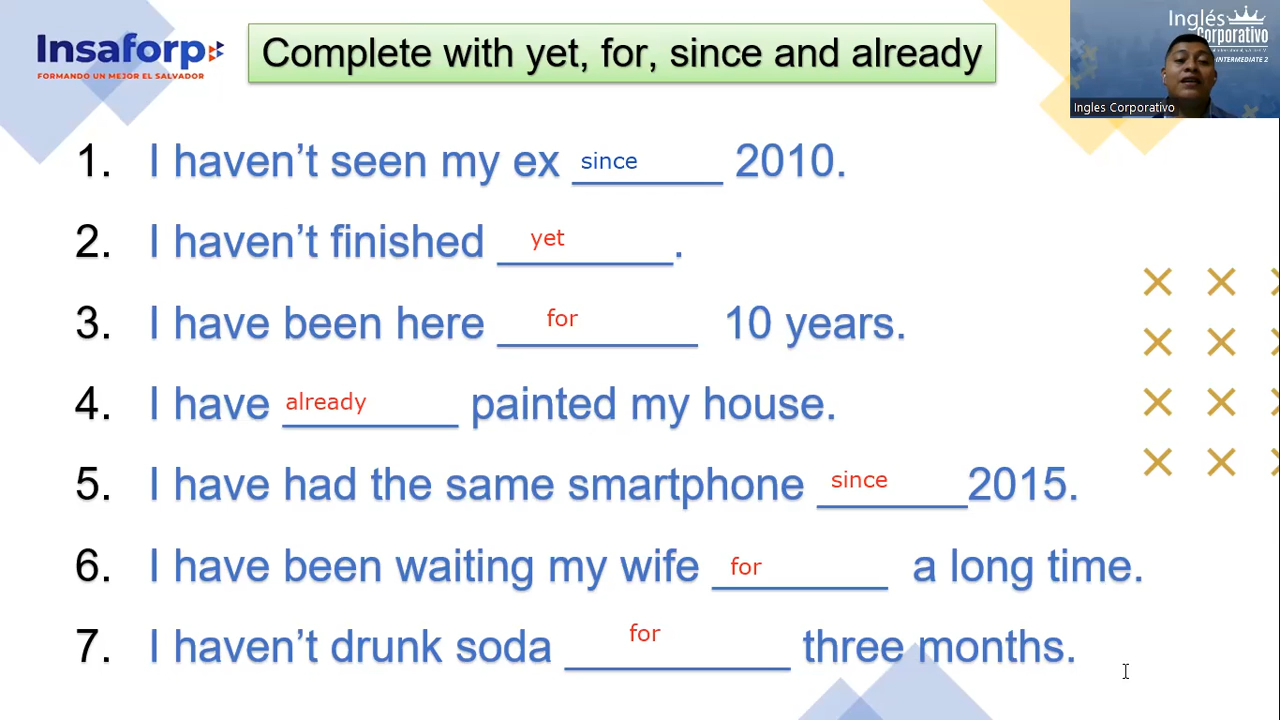 Insaforp
FORMANDO UN MEJOR EL SALVADOR
Complete with yet, for, since and already
Inglés
Corporativo
INTERMEDIATE 2
Ingles Corporativo
1. I haven’t seen my ex since 2010.
2. I haven’t finished yet.
3. I have been here for 10 years.
4. I have already painted my house.
5. I have had the same smartphone since 2015.
6. I have been waiting my wife for a long time.
7. I haven’t drunk soda for three months.